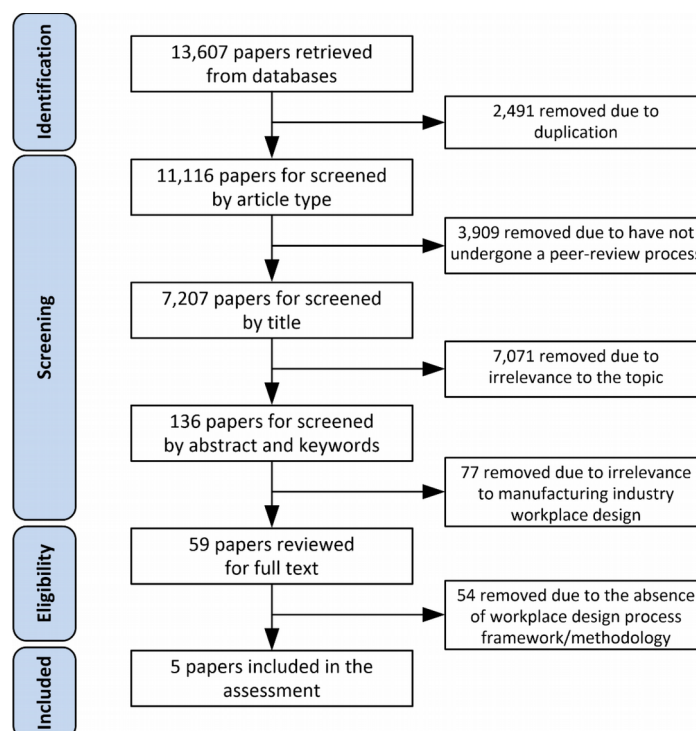 Identification
13,607 papers retrieved
from databases
2,491 removed due to
duplication
Screening
11,116 papers for screened
by article type
3,909 removed due to have not
undergone a peer-review process
7,207 papers for screened
by title
7,071 removed due to
irrelevance to the topic
136 papers for screened
by abstract and keywords
77 removed due to irrelevance
to manufacturing industry
workplace design
Eligibility
59 papers reviewed
for full text
54 removed due to the absence
of workplace design process
framework/methodology
Included
5 papers included in the
assessment